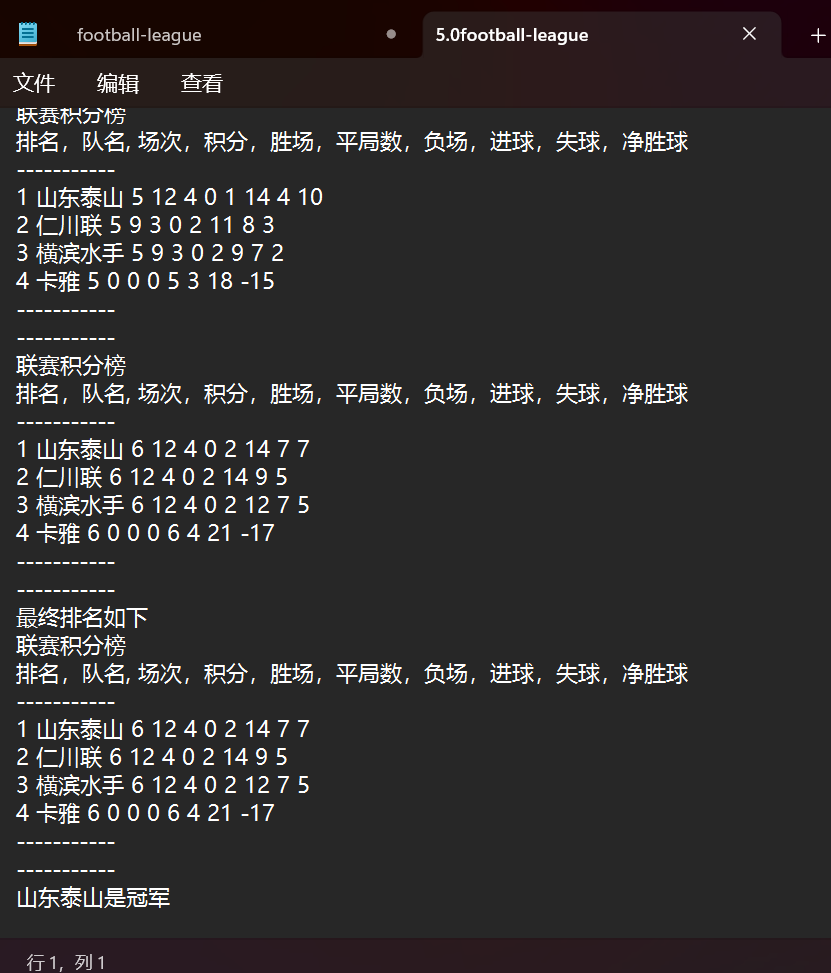 football-league
5.0football-league
文件 编辑 查看
联赛积分榜
排名，队名, 场次，积分，胜场，平局数，负场，进球，失球，净胜球
-----------
1 山东泰山 5 12 4 0 1 14 4 10
2 仁川联 5 9 3 0 2 11 8 3
3 横滨水手 5 9 3 0 2 9 7 2
4 卡雅 5 0 0 0 5 3 18 -15
-----------
-----------
联赛积分榜
排名，队名, 场次，积分，胜场，平局数，负场，进球，失球，净胜球
-----------
1 山东泰山 6 12 4 0 2 14 7 7
2 仁川联 6 12 4 0 2 14 9 5
3 横滨水手 6 12 4 0 2 12 7 5
4 卡雅 6 0 0 0 6 4 21 -17
-----------
-----------
最终排名如下
联赛积分榜
排名，队名, 场次，积分，胜场，平局数，负场，进球，失球，净胜球
-----------
1 山东泰山 6 12 4 0 2 14 7 7
2 仁川联 6 12 4 0 2 14 9 5
3 横滨水手 6 12 4 0 2 12 7 5
4 卡雅 6 0 0 0 6 4 21 -17
-----------
-----------
山东泰山是冠军
行 1，列 1